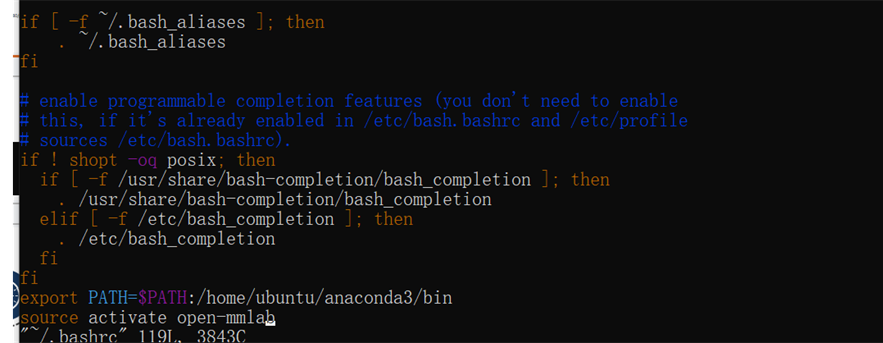 if [ -f ~/.bash_aliases ]; then
    . ~/.bash_aliases
fi

# enable programmable completion features (you don't need to enable
# this, if it's already enabled in /etc/bash.bashrc and /etc/profile
# sources /etc/bash.bashrc).
if ! shopt -oq posix; then
  if [ -f /usr/share/bash-completion/bash_completion ]; then
    . /usr/share/bash-completion/bash_completion
  elif [ -f /etc/bash_completion ]; then
    . /etc/bash_completion
  fi
fi
export PATH=$PATH:/home/ubuntu/anaconda3/bin
source activate open-mmlab
"~/.bashrc" 119L, 3843C